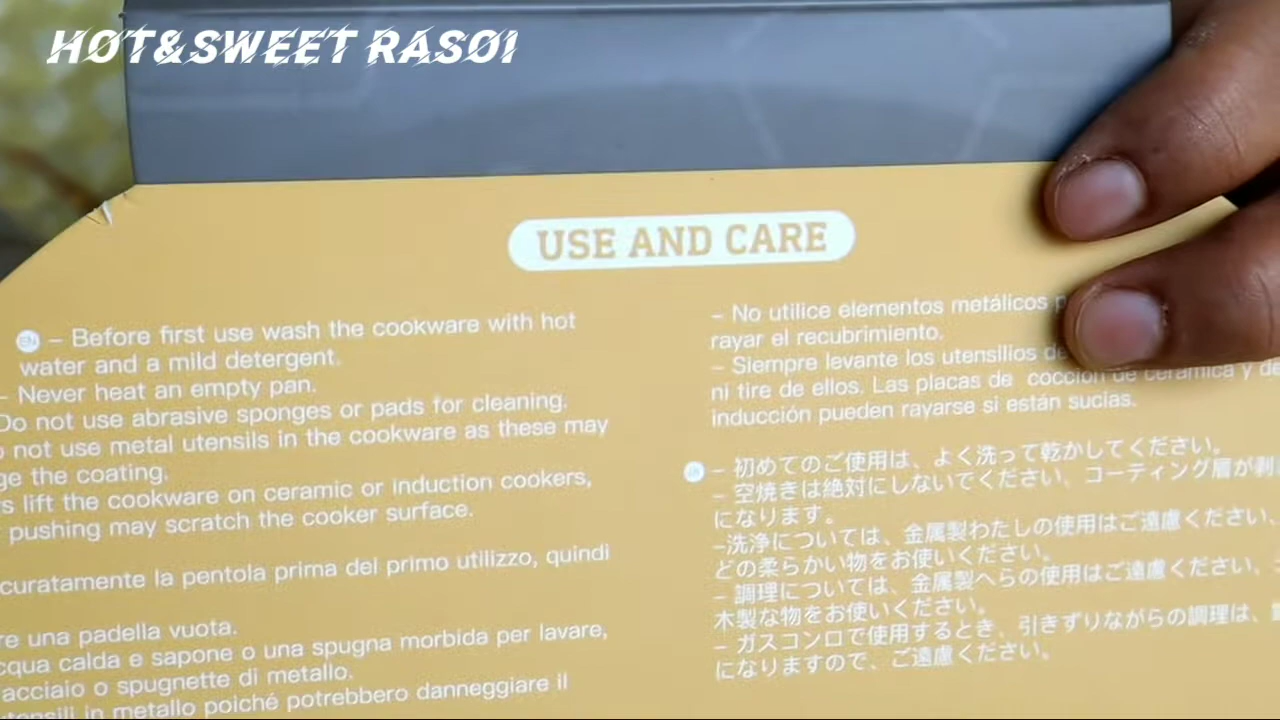 HOT&SWEET RASOI
USE AND CARE
EN – Before first use wash the cookware with hot
water and a mild detergent.
– Never heat an empty pan.
Do not use abrasive sponges or pads for cleaning.
not use metal utensils in the cookware as these may
the coating.
lift the cookware on ceramic or induction cookers,
pushing may scratch the cooker surface.
la pentola prima del primo utilizzo, quindi
una padella vuota.
calda e sapone o una spugna morbida per lavare,
acciaio o spugnette di metallo.
in metallo poiché potrebbero danneggiare il
– No utilice elementos metálicos
rayar el recubrimiento.
– Siempre levante los utensilios
ni tire de ellos. Las placas de cocción de cerámica y
inducción pueden rayarse si están sucias.
– 初めてのご使用は、よく洗って乾かしてください。
– 空焼きは絶対にしないでください、コーティング層が剥
になります。
–洗浄については、金属製わたしの使用はご遠慮ください、
どの柔らかい物をお使いください。
– 調理については、金属製へらの使用はご遠慮ください、
木製な物をお使いください。
– ガスコンロで使用するとき、引きずりながらの調理は、
になりますので、ご遠慮ください。